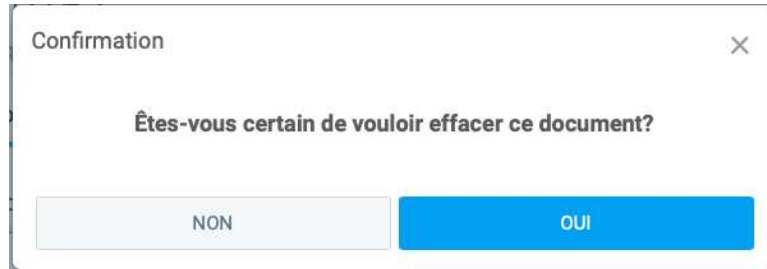 Confirmation
Êtes-vous certain de vouloir effacer ce document?
NON
OUI